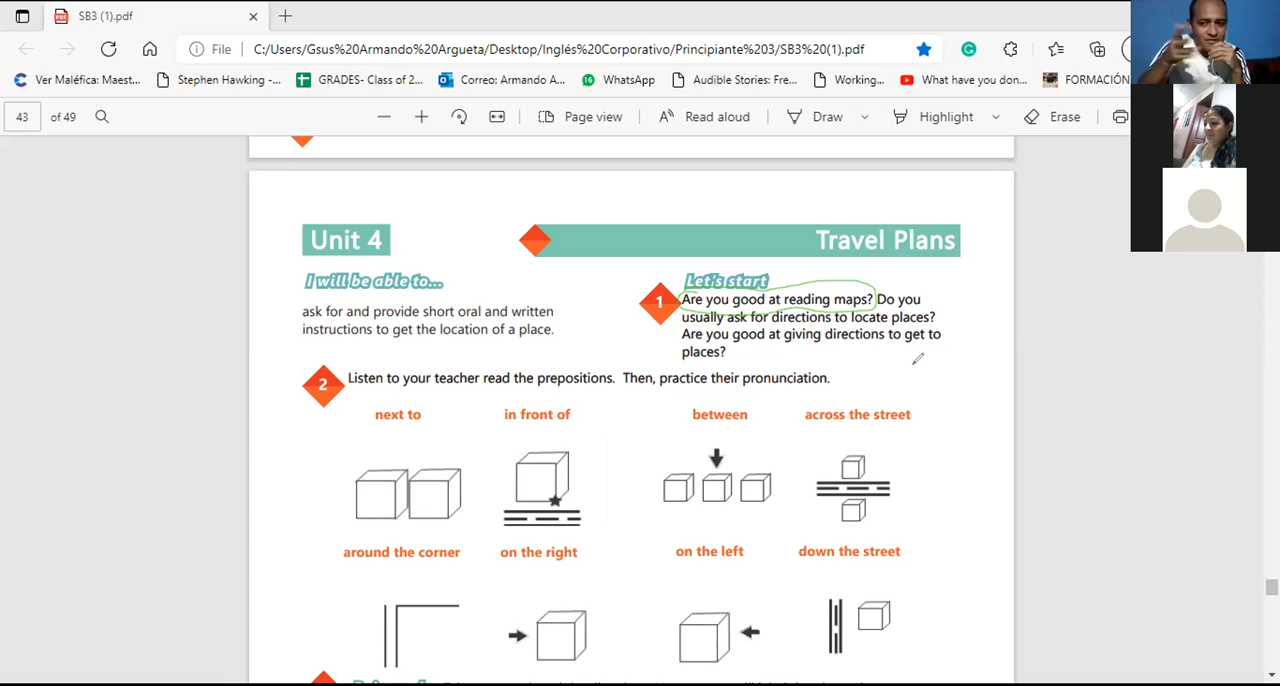 SB3 (1).pdf
File
C:/Users/Gsus%20Armando%20Argueta/Desktop/Inglés%20Corporativo/Principiante%203/SB3%20(1).pdf
Ver Maléfica: Maest...
Stephen Hawking -...
GRADES- Class of 2...
Correo: Armando A...
WhatsApp
Audible Stories: Fre...
Working...
What have you don...
FORMACIÓN
43 of 49
Page view
Read aloud
Draw
Highlight
Erase
Unit 4
Travel Plans
I will be able to...
ask for and provide short oral and written
instructions to get the location of a place.
Let's start
1
Are you good at reading maps? Do you
usually ask for directions to locate places?
Are you good at giving directions to get to
places?
2
Listen to your teacher read the prepositions. Then, practice their pronunciation.
next to
in front of
between
across the street
around the corner
on the right
on the left
down the street